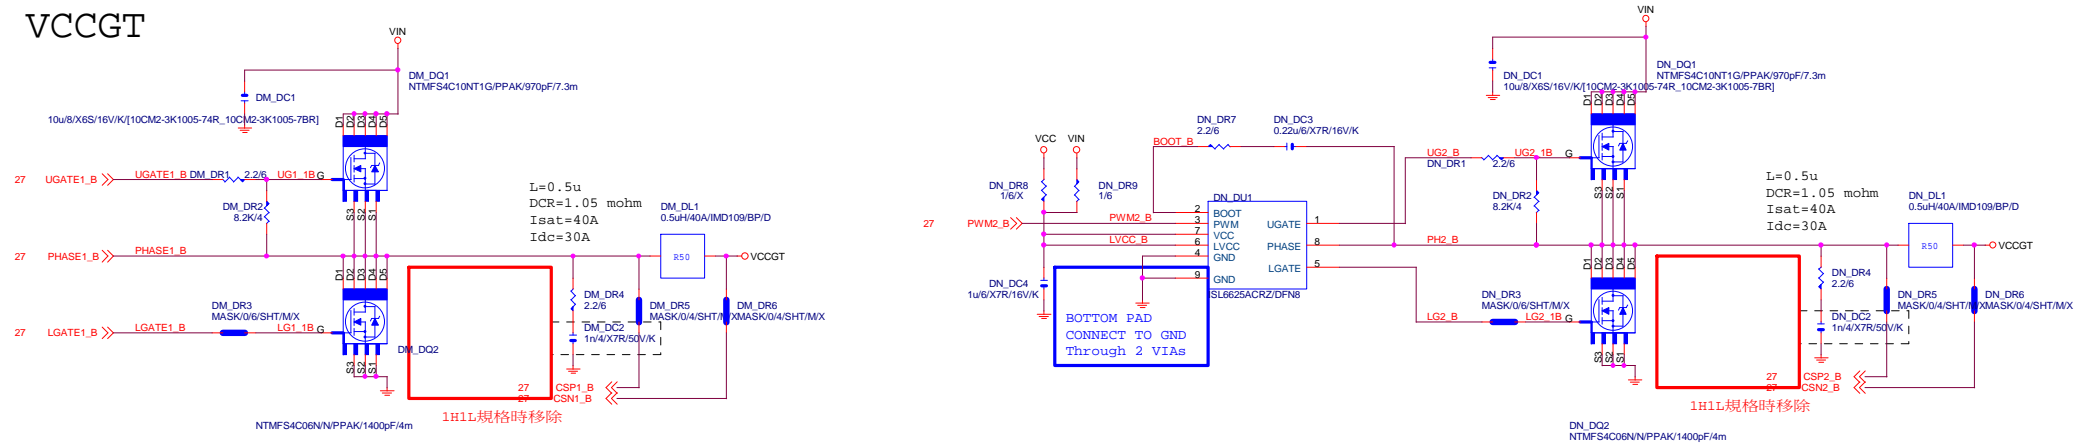 VCCGT
VIN
DM_DQ1
NTMFS4C10NT1G/PPAK/970pF/7.3m
DM_DC1
10u/8/X6S/16V/K/[10CM2-3K1005-74R_10CM2-3K1005-7BR]
D1
D2
D3
D4
D5
27 UGATE1_B UGATE1_B DM_DR1 2.2/6 UG1_1B G
DM_DR2
8.2K/4
S3
S2
S1
L=0.5u
DCR=1.05 mohm
Isat=40A
Idc=30A
DM_DL1
0.5uH/40A/IMD109/BP/D
R50
VCCGT
27 PHASE1_B PHASE1_B
D1
D2
D3
D4
D5
DM_DR3
MASK/0/6/SHT/M/X
27 LGATE1_B LGATE1_B LG1_1B G
DM_DQ2
S3
S2
S1
DM_DR4
2.2/6
DM_DC2
1n/4/X7R/50V/K
DM_DR5
MASK/0/4/SHT/M/X
DM_DR6
MASK/0/4/SHT/M/X
27 CSP1_B
27 CSN1_B
1H1L規格時移除
NTMFS4C06N/N/PPAK/1400pF/4m
VIN
DN_DQ1
NTMFS4C10NT1G/PPAK/970pF/7.3m
DN_DC1
10u/8/X6S/16V/K/[10CM2-3K1005-74R_10CM2-3K1005-7BR]
D1
D2
D3
D4
D5
DN_DR7
2.2/6
DN_DC3
0.22u/6/X7R/16V/K
VCC
VIN
BOOT_B
UG2_B
DN_DR1
2.2/6
UG2_1B G
DN_DR8
1/6/X
DN_DR9
1/6
DN_DU1
DN_DR2
8.2K/4
S3
S2
S1
27 PWM2_B PWM2_B
LVCC_B
2 BOOT
3 PWM
7 VCC
6 LVCC
4 GND
9 GND
UGATE 1
PHASE 8
LGATE 5
ISL6625ACRZ/DFN8
PH2_B
L=0.5u
DCR=1.05 mohm
Isat=40A
Idc=30A
DN_DL1
0.5uH/40A/IMD109/BP/D
R50
VCCGT
DN_DC4
1u/6/X7R/16V/K
BOTTOM PAD
CONNECT TO GND
Through 2 VIAs
D1
D2
D3
D4
D5
DN_DR3
MASK/0/6/SHT/M/X
LG2_B LG2_1B G
S3
S2
S1
DN_DR4
2.2/6
DN_DC2
1n/4/X7R/50V/K
DN_DR5
MASK/0/4/SHT/M/X
DN_DR6
MASK/0/4/SHT/M/X
27 CSP2_B
27 CSN2_B
1H1L規格時移除
DN_DQ2
NTMFS4C06N/N/PPAK/1400pF/4m